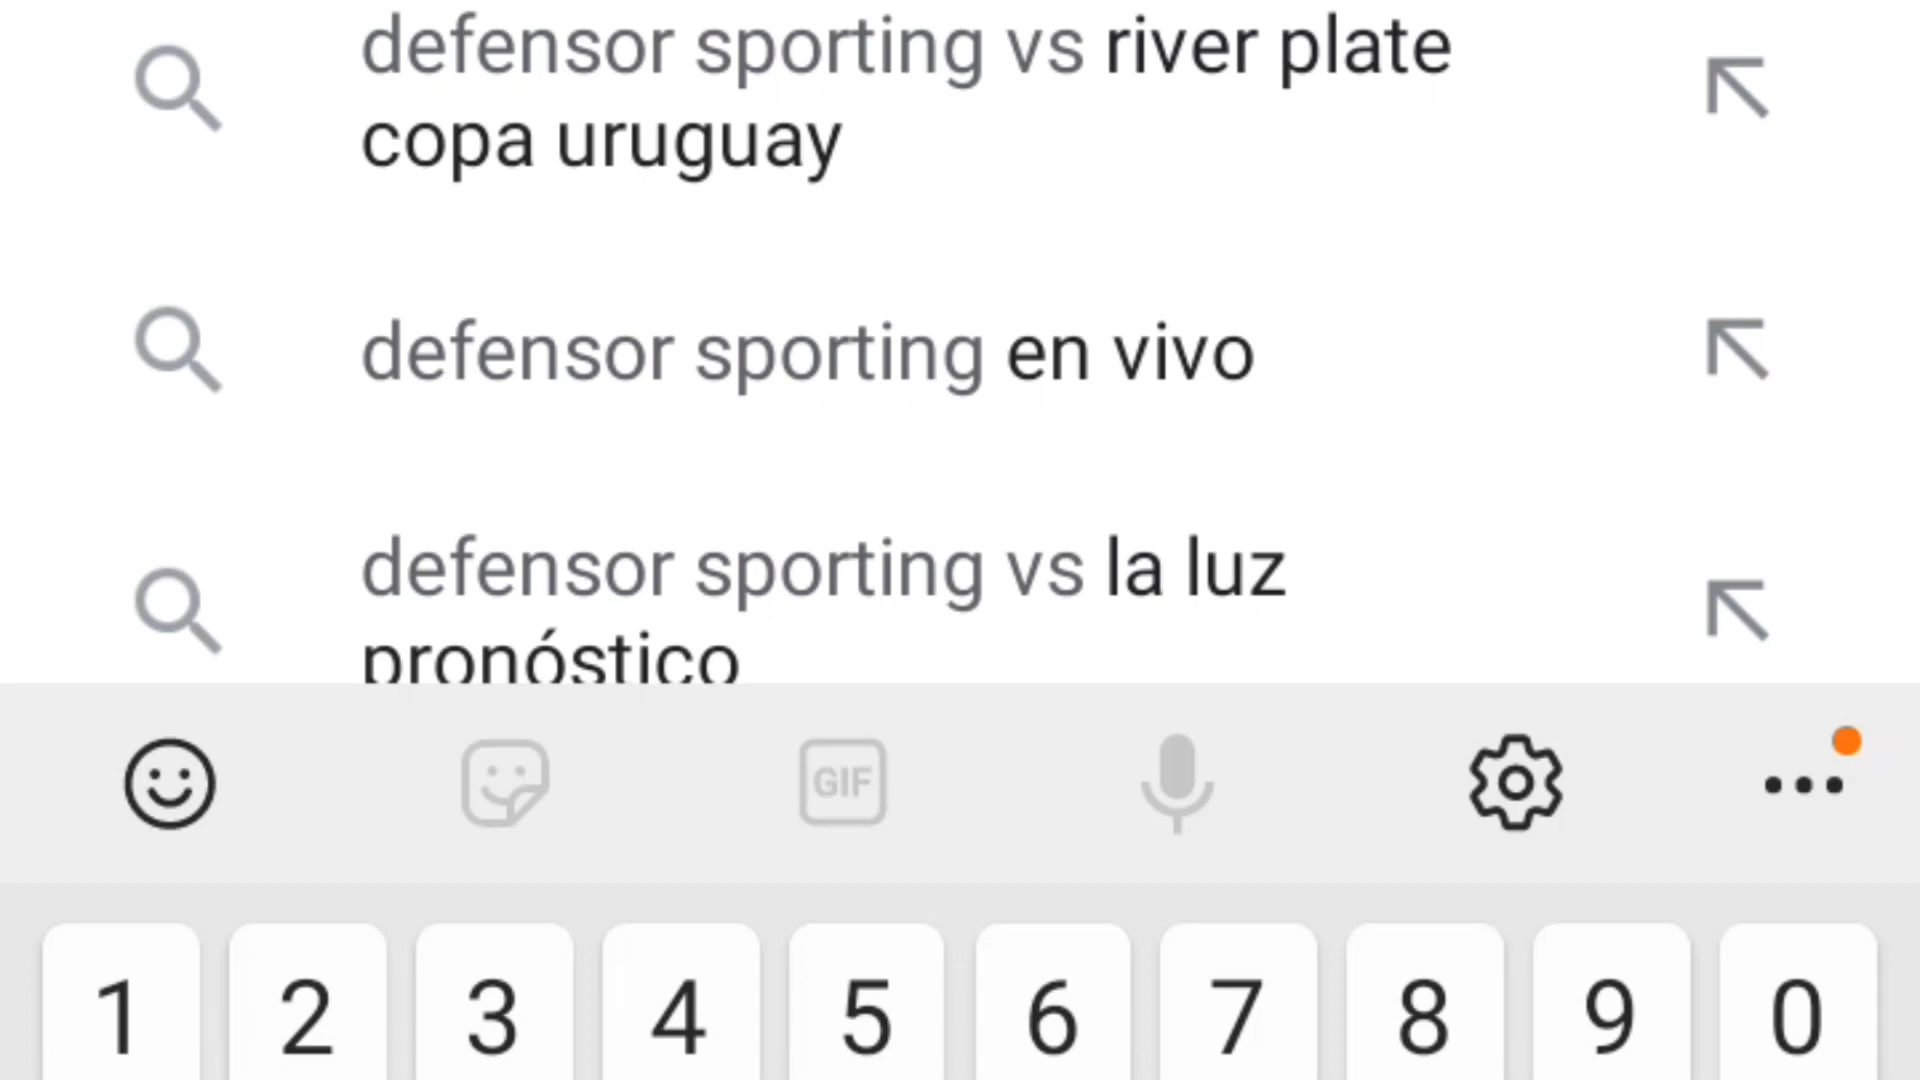 defensor sporting vs river plate
copa uruguay
defensor sporting en vivo
defensor sporting vs la luz
pronóstico
GIF
1 2 3 4 5 6 7 8 9 0